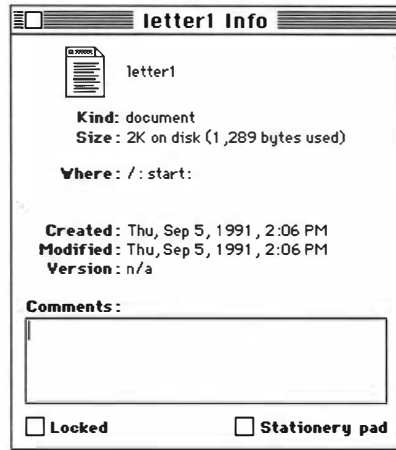 letter1 Info
letter1
Kind: document
Size: 2K on disk (1,289 bytes used)
Where: /: start:
Created: Thu, Sep 5, 1991, 2:06 PM
Modified: Thu, Sep 5, 1991, 2:06 PM
Version: n/a
Comments:
Locked Stationery pad